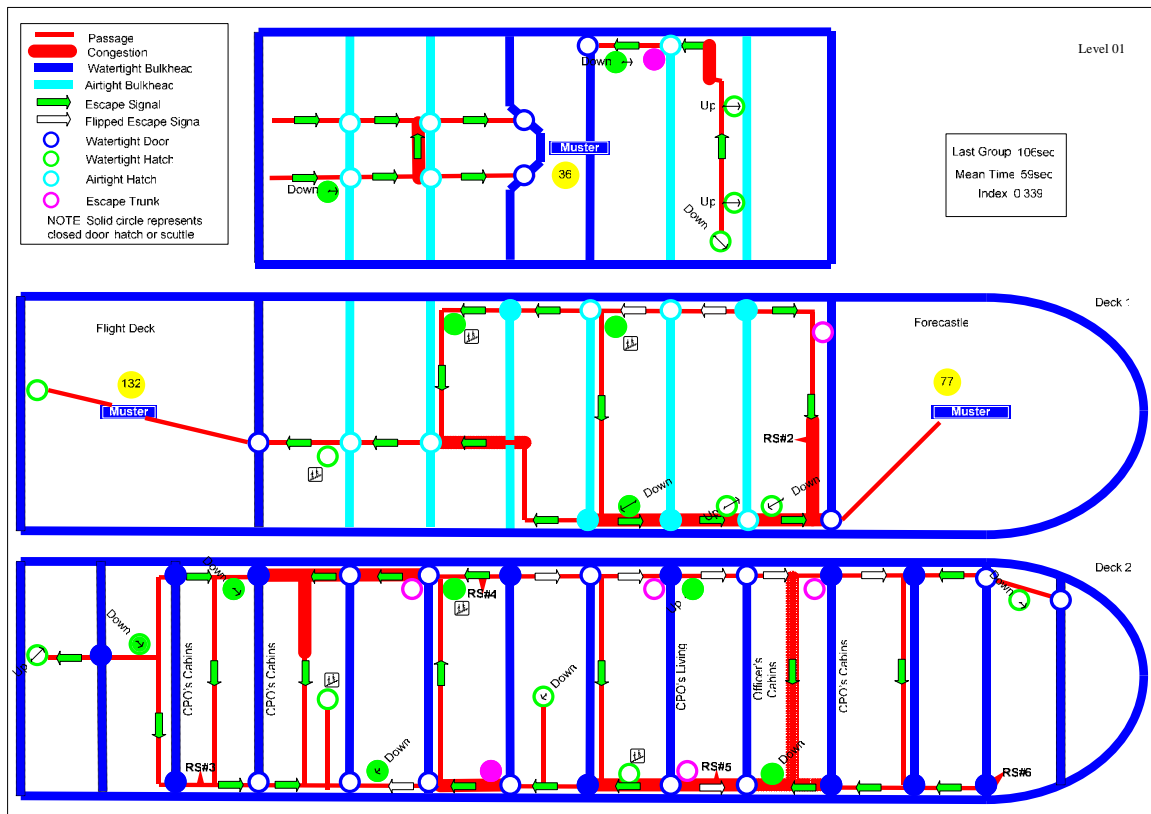 Passage
Congestion
Watertight Bulkheac
Airtight Bulkheac
Escape Signal
Flipped Escape Signa
Watertight Door
Watertight Hatch
Airtight Hatch
Escape Trunk
NOTE Solid circle represents
closed door hatch or scuttle
Level 01
Last Group 106sec
Mean Time 59sec
Index 0 339
Down
Muster
36
Down
Up
Up
Down
Deck 1
Flight Deck
132
Muster
Forecastle
77
Muster
RS#2
Down
Up
Down
Deck 2
Down
Down
Up
CPO's Cabins
CPO's Cabins
RS#3
RS#4
Down
Down
Up
CPO's Living
Officer's
Cabins
CPO's Cabins
RS#5
Down
Down
RS#6